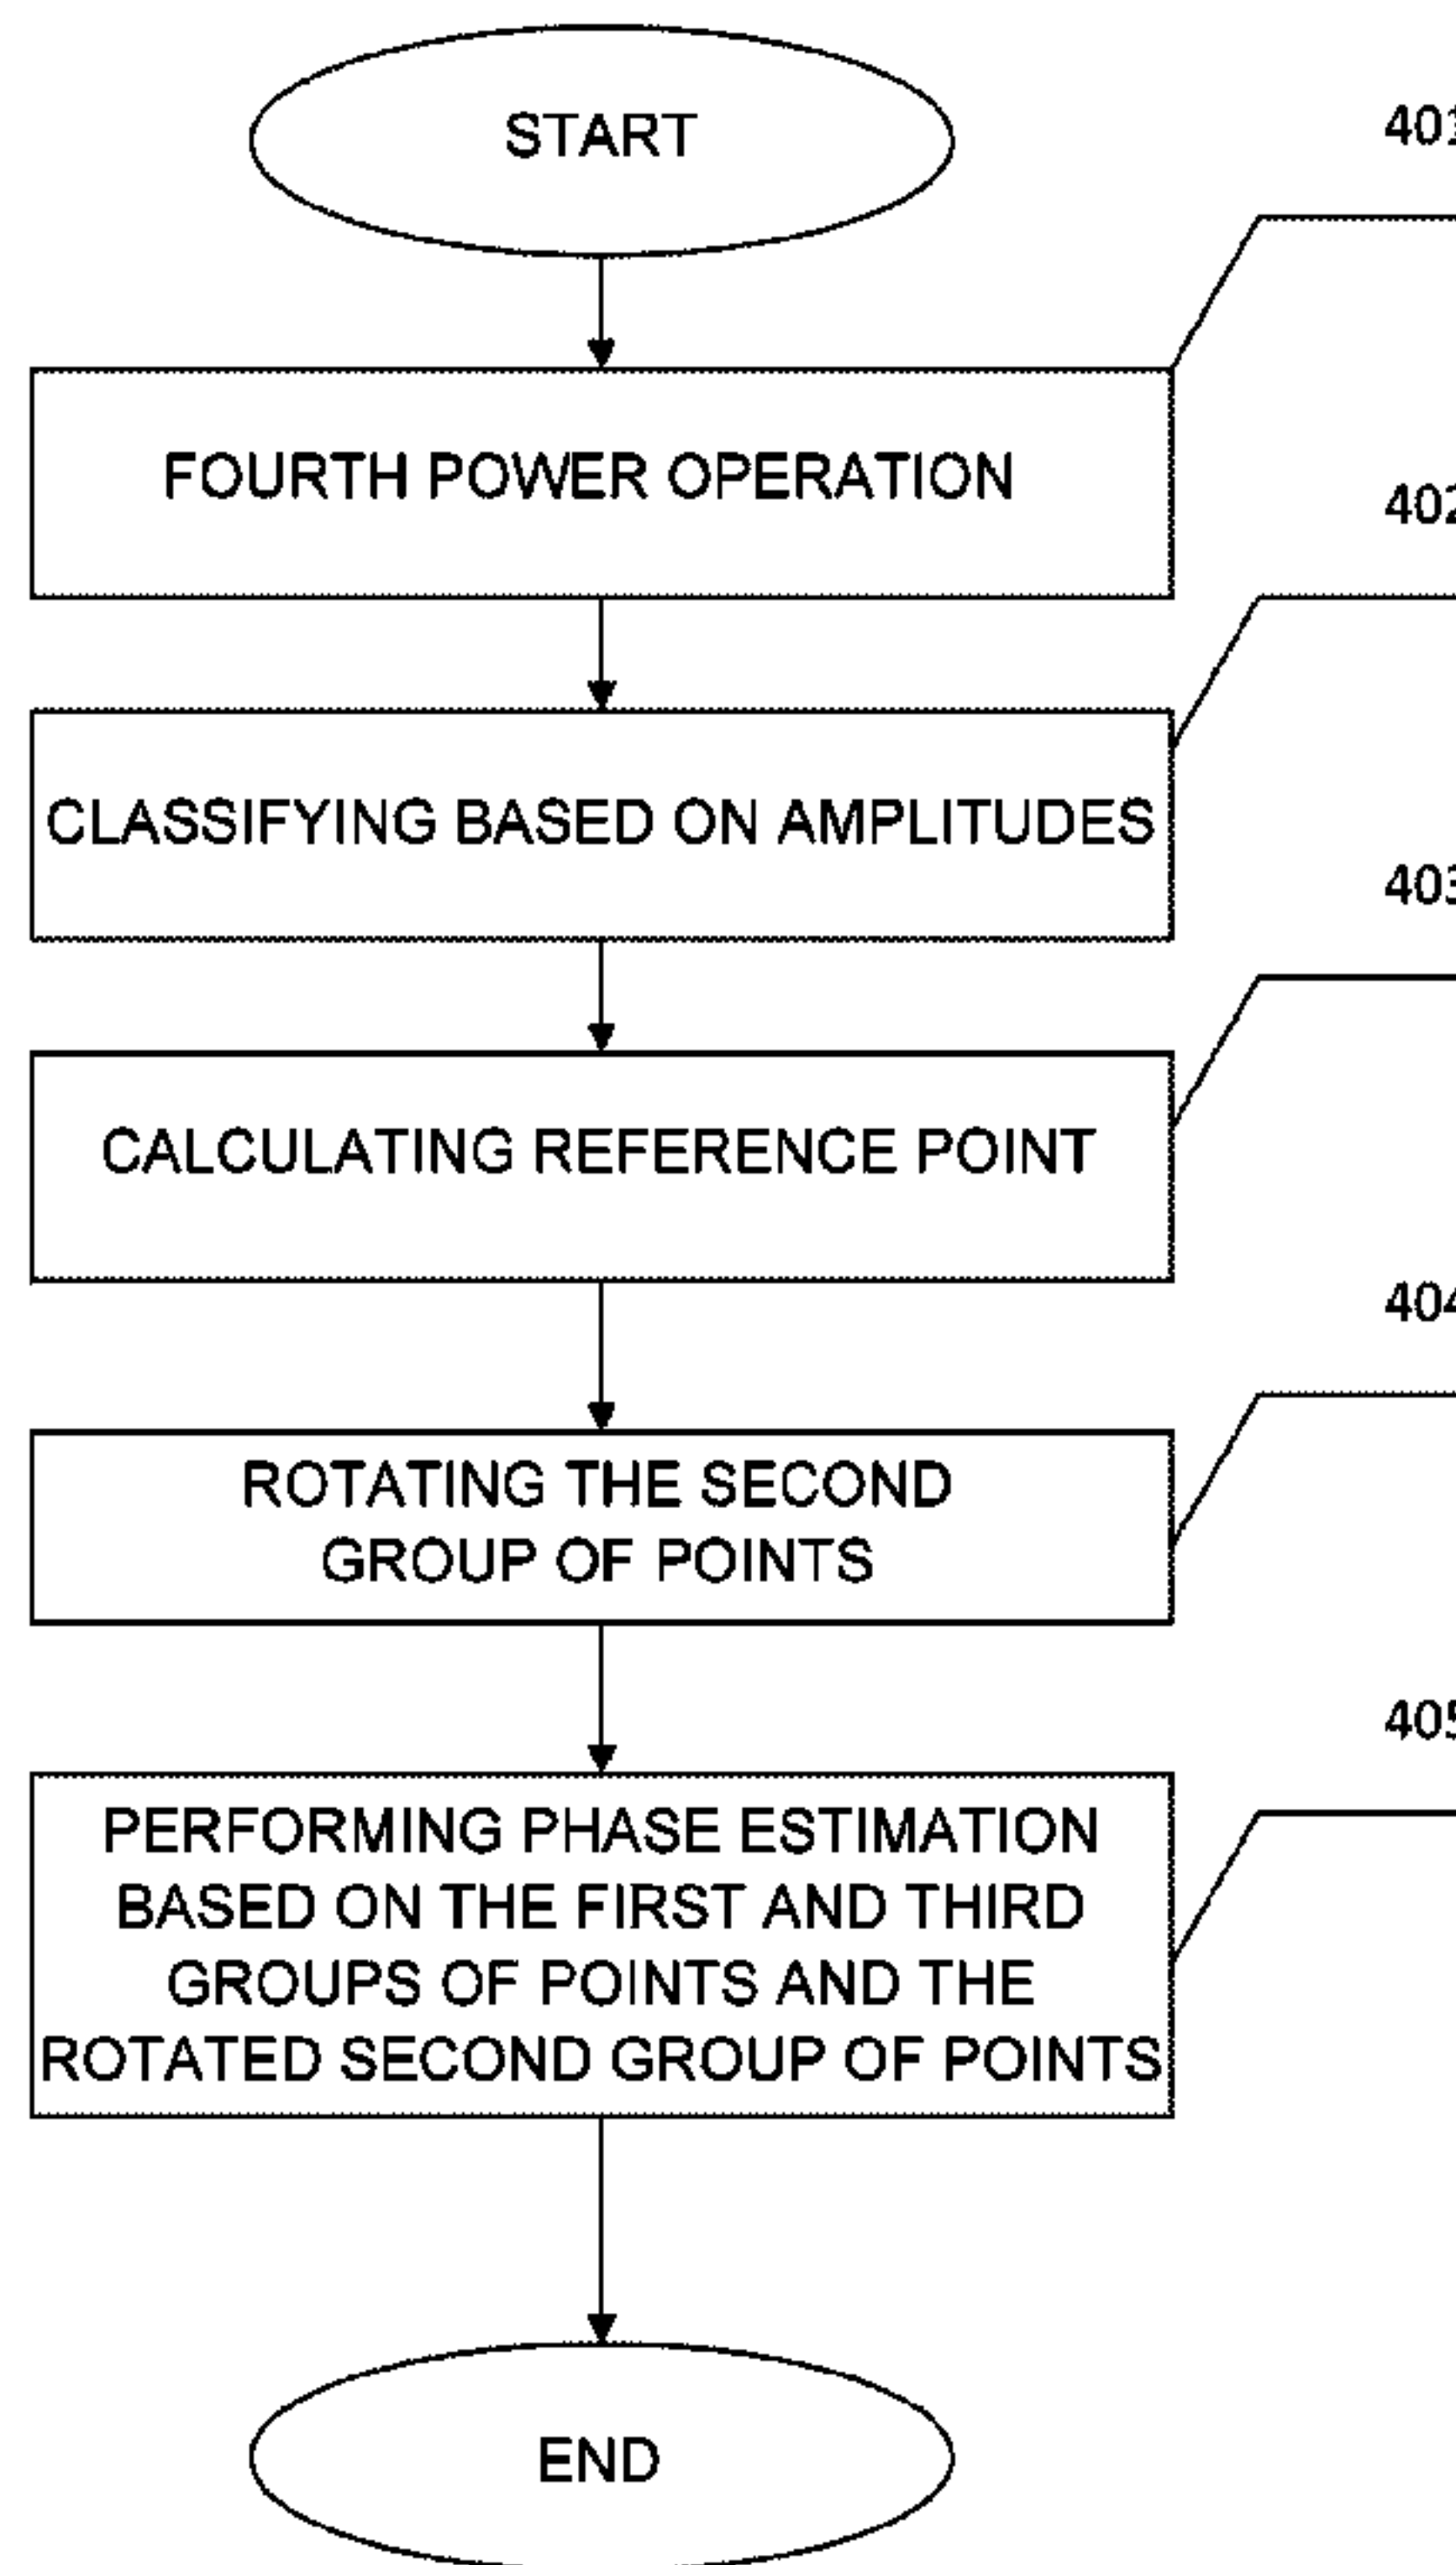 START
401
FOURTH POWER OPERATION
402
CLASSIFYING BASED ON AMPLITUDES
403
CALCULATING REFERENCE POINT
404
ROTATING THE SECOND
GROUP OF POINTS
405
PERFORMING PHASE ESTIMATION
BASED ON THE FIRST AND THIRD
GROUPS OF POINTS AND THE
ROTATED SECOND GROUP OF POINTS
END